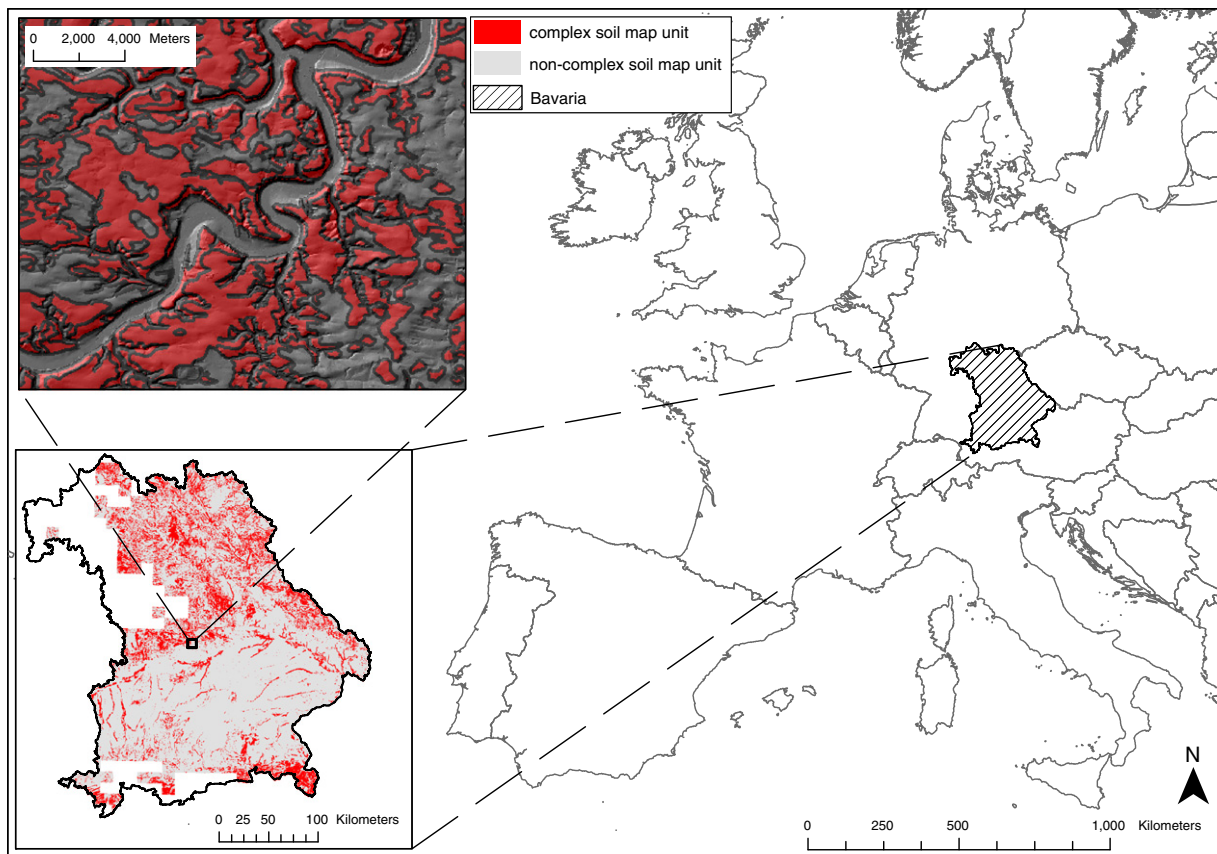 0 2,000 4,000 Meters
complex soil map unit
non-complex soil map unit
Bavaria
0 25 50 100 Kilometers
N
0 250 500 1,000 Kilometers